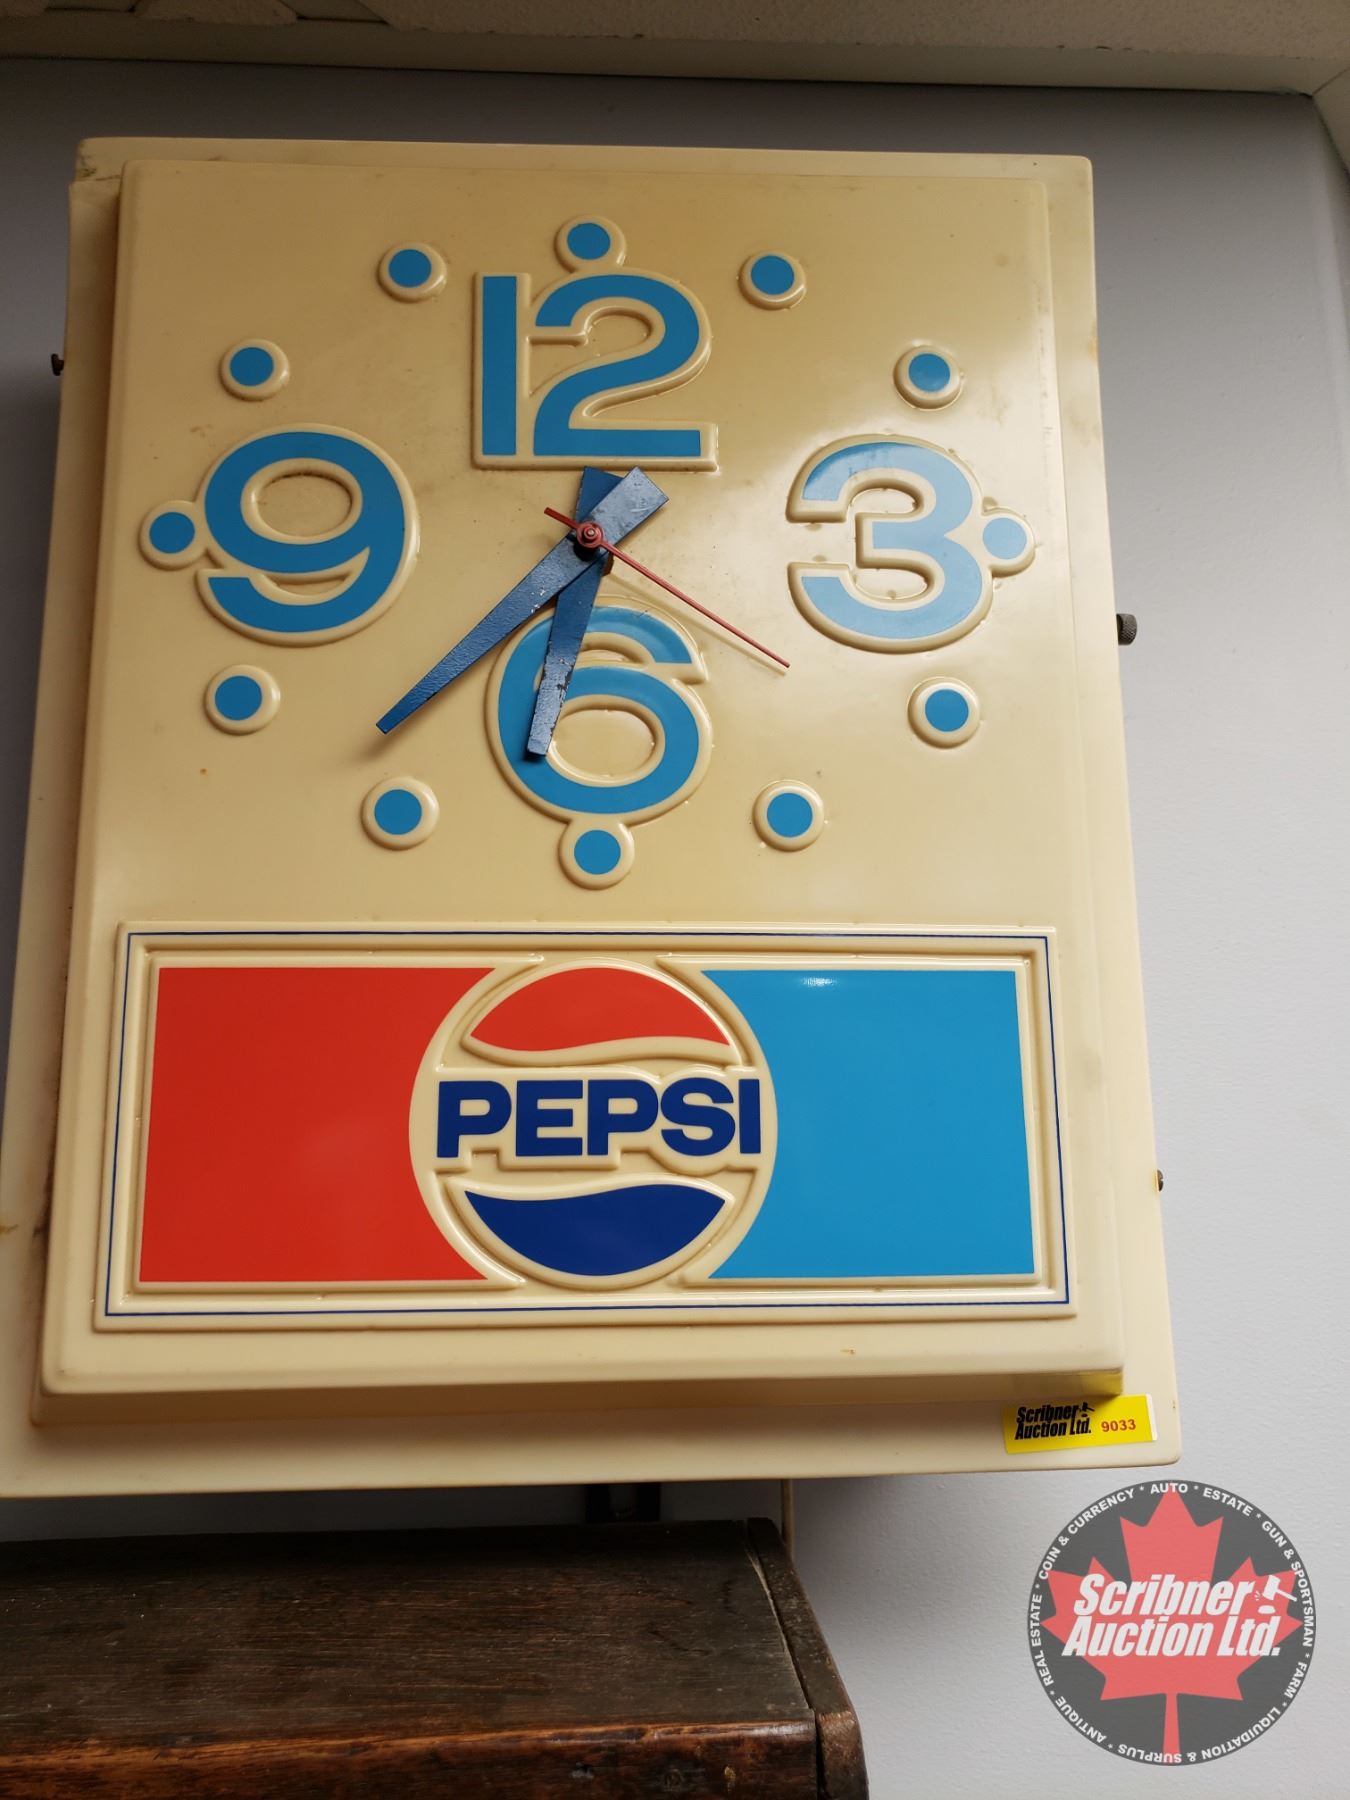 12
9
3
6
PEPSI
Scribner
Auction Ltd. 9033
COIN & CURRENCY * AUTO * ESTATE * GUN & SPORTSMAN * FARM * LIQUIDATION & SURPLUS * ANTIQUE * REAL ESTATE *
Scribner
Auction Ltd.